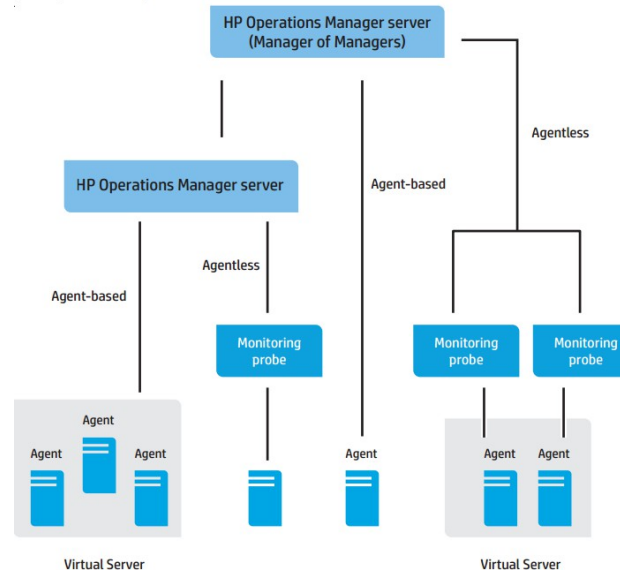 HP Operations Manager server
(Manager of Managers)
Agentless
HP Operations Manager server
Agent-based
Agentless
Agent-based
Monitoring
probe
Monitoring
probe
Monitoring
probe
Agent
Agent
Agent
Agent
Agent
Agent
Virtual Server
Virtual Server